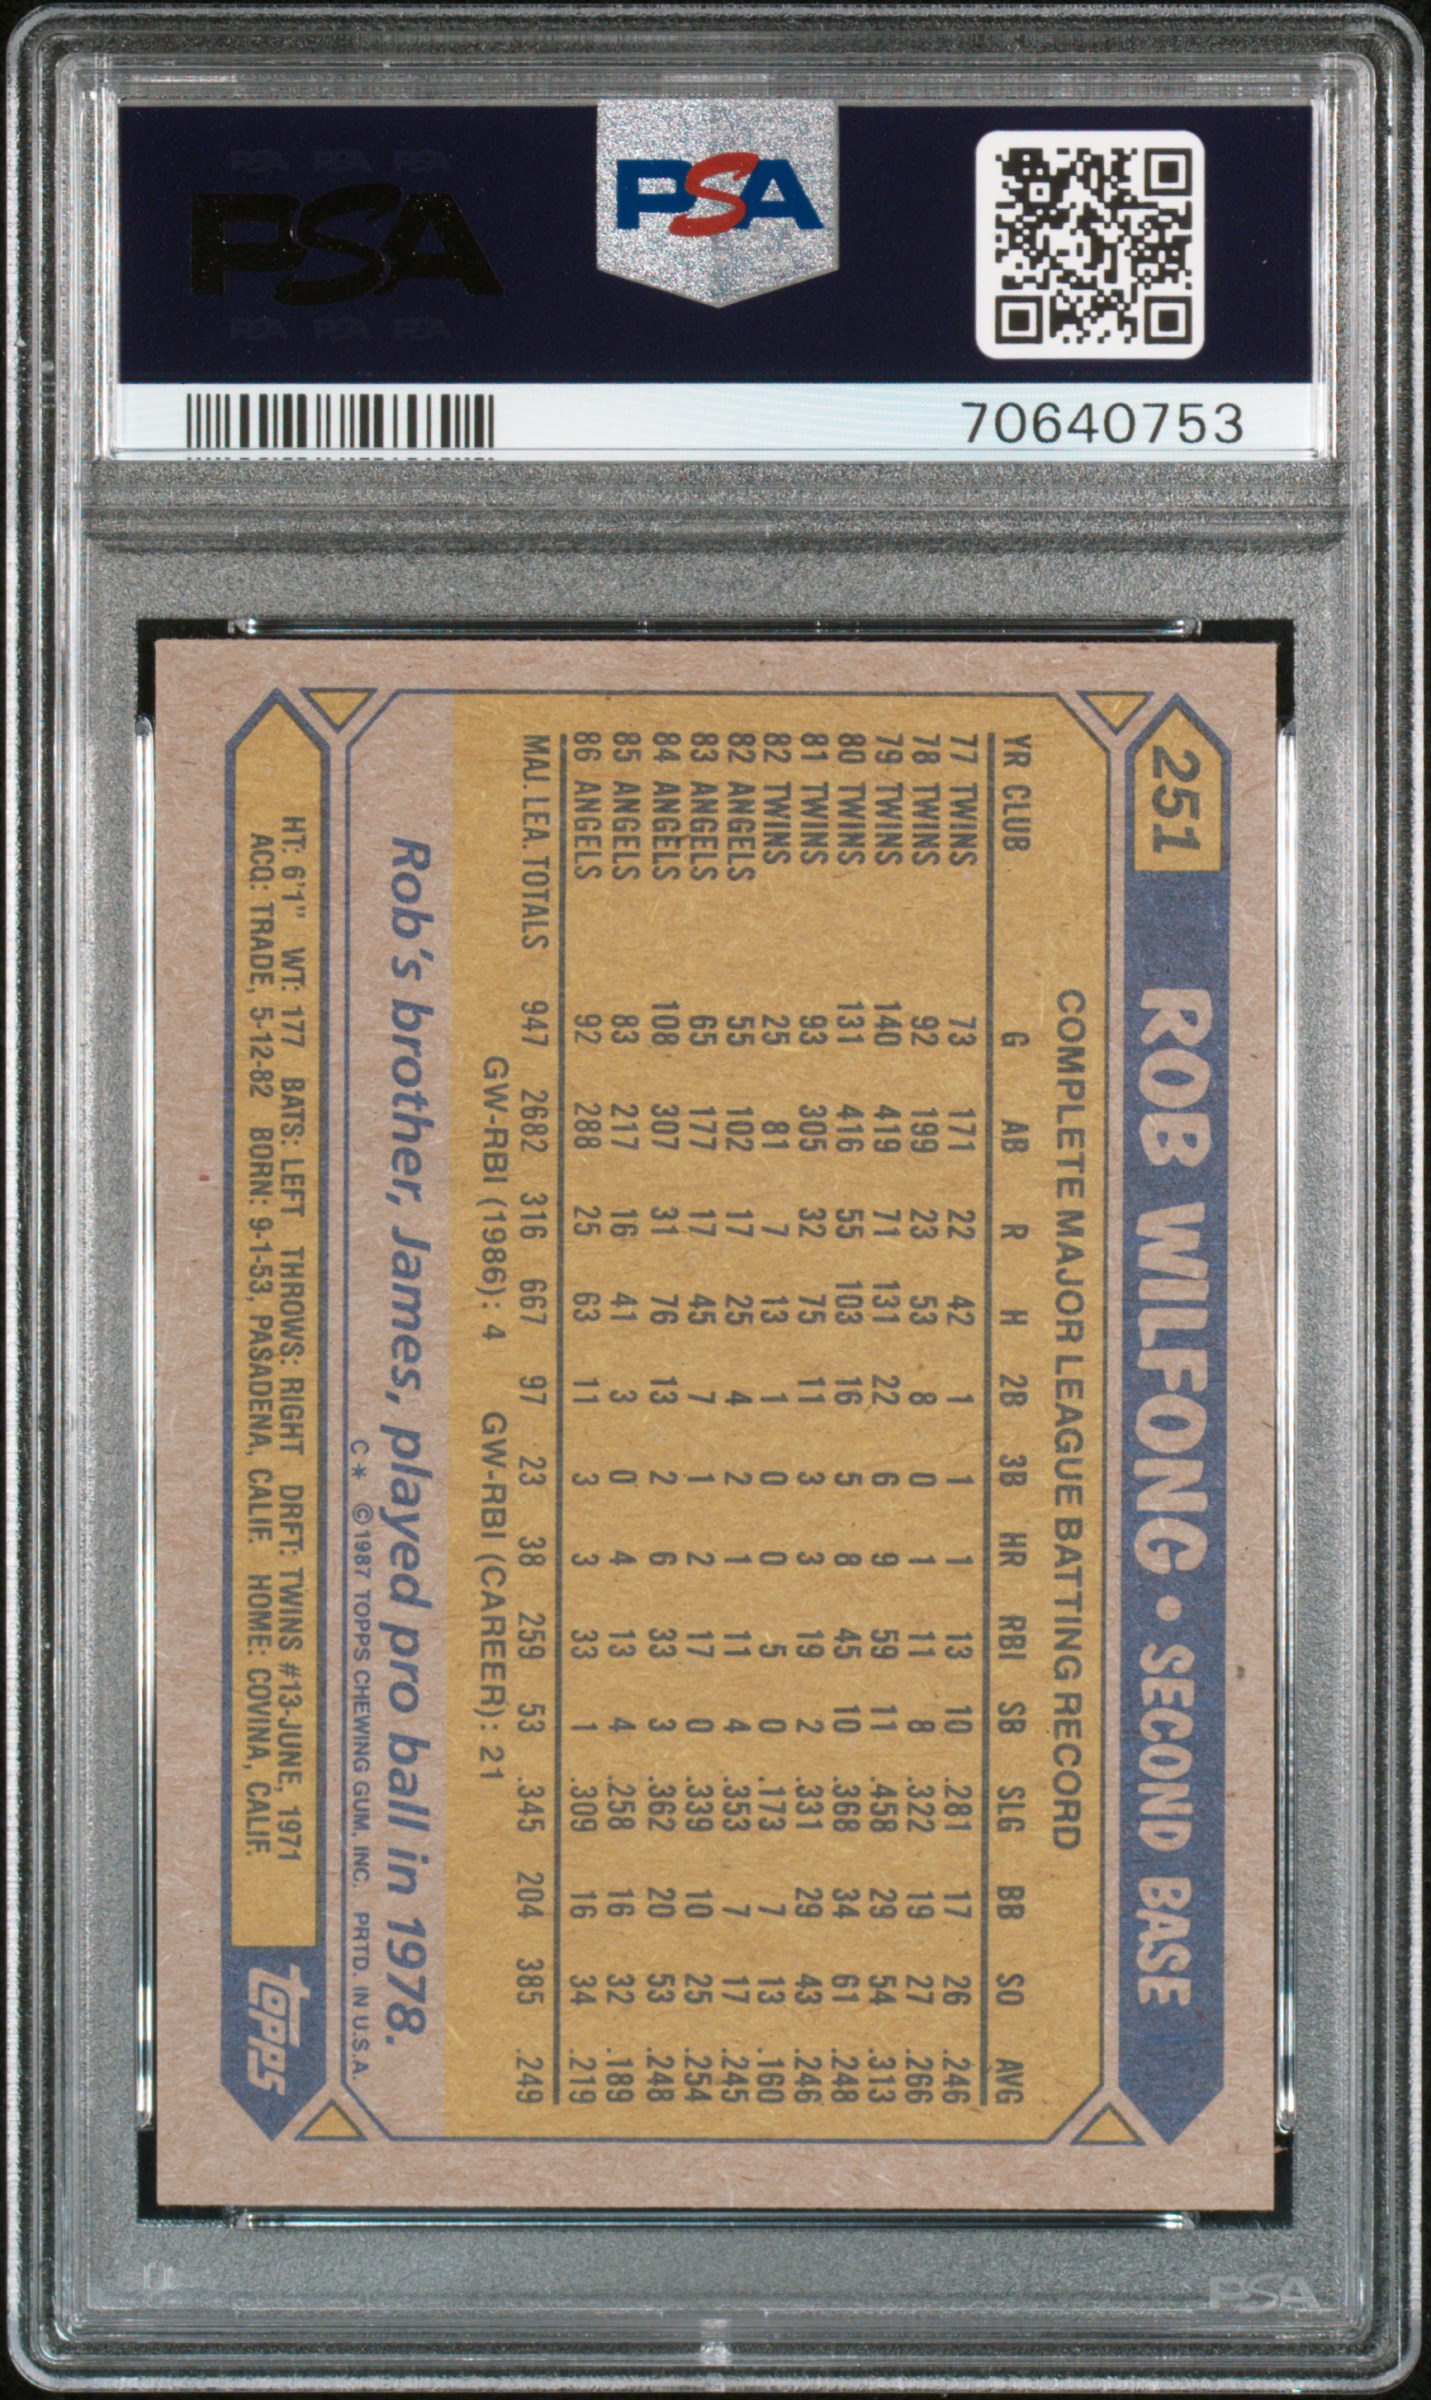 PSA PSA PSA
PSA
PSA PSA PSA
PSA
70640753
251 ROB WILFONG • SECOND BASE
COMPLETE MAJOR LEAGUE BATTING RECORD
YR CLUB G AB R H 2B 3B HR RBI SB SLG BB SO AVG
77 TWINS 73 171 22 42 1 1 1 13 10 .281 17 26 .246
78 TWINS 92 199 23 53 8 0 1 11 8 .322 19 27 .266
79 TWINS 140 419 71 131 22 6 9 59 11 .458 29 54 .313
80 TWINS 131 416 55 103 16 5 8 45 10 .368 34 61 .248
81 TWINS 93 305 32 75 11 3 3 19 2 .331 29 43 .246
82 TWINS 25 81 7 13 1 0 0 5 0 .173 7 13 .160
82 ANGELS 55 102 17 25 4 2 1 11 4 .353 7 17 .245
83 ANGELS 65 177 17 45 7 1 2 17 0 .339 10 25 .254
84 ANGELS 108 307 31 76 13 2 6 33 3 .362 20 53 .248
85 ANGELS 83 217 16 41 3 0 4 13 4 .258 16 32 .189
86 ANGELS 92 288 25 63 11 3 3 33 1 .309 16 34 .219
MAJ. LEA. TOTALS 947 2682 316 667 97 23 38 259 53 .345 204 385 .249
GW-RBI (1986): 4 GW-RBI (CAREER): 21
Rob's brother, James, played pro ball in 1978.
C* ©1987 TOPPS CHEWING GUM, INC. PRTD. IN U.S.A.
HT: 6'1" WT: 177 BATS: LEFT THROWS: RIGHT DRFT: TWINS #13-JUNE, 1971
ACQ: TRADE, 5-12-82 BORN: 9-1-53, PASADENA, CALIF. HOME: COVINA, CALIF.
topps
PSA